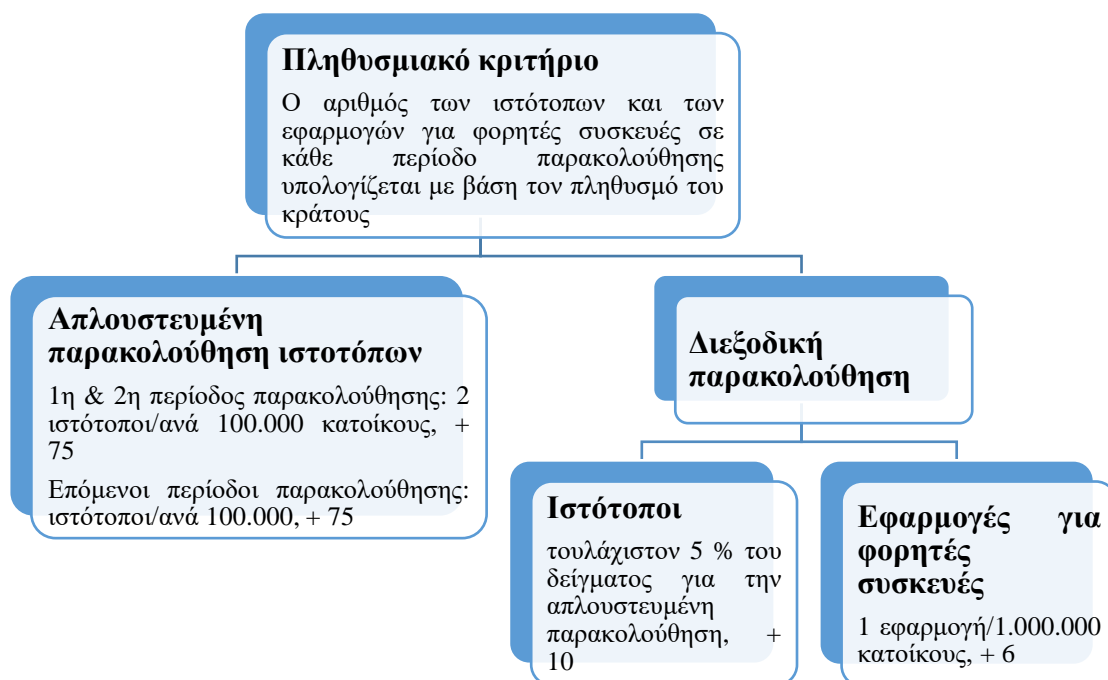 Πληθυσμιακό κριτήριο
Ο αριθμός των ιστότοπων και των
εφαρμογών για φορητές συσκευές σε
κάθε περίοδο παρακολούθησης
υπολογίζεται με βάση τον πληθυσμό του
κράτους
Απλουστευμένη
παρακολούθηση ιστοτόπων
1η & 2η περίοδος παρακολούθησης: 2
ιστότοποι/ανά 100.000 κατοίκους, +
75
Επόμενοι περίοδοι παρακολούθησης:
ιστότοποι/ανά 100.000, + 75
Διεξοδική
παρακολούθηση
Ιστότοποι
τουλάχιστον 5 % του
δείγματος για την
απλουστευμένη
παρακολούθηση, +
10
Εφαρμογές για
φορητές
συσκευές
1 εφαρμογή/1.000.000
κατοίκους, + 6